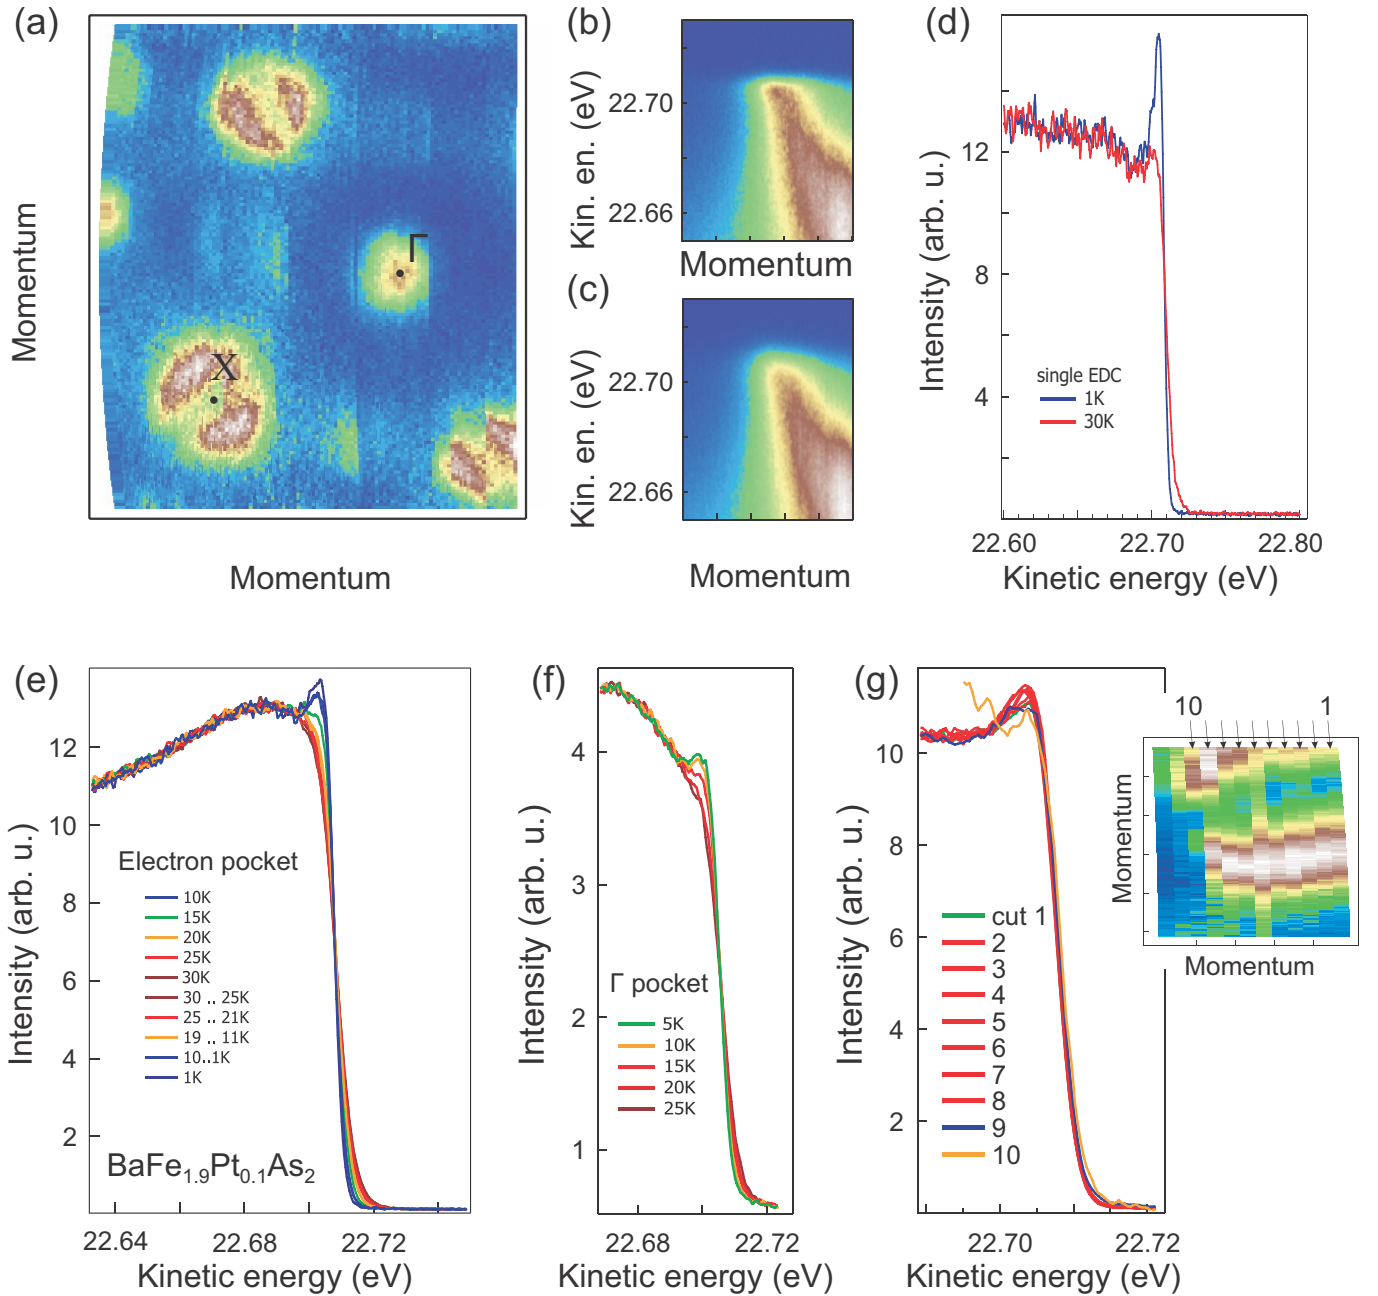 (a)
Momentum
Γ
X
Momentum
(b)
Kin. en. (eV)
22.70
22.66
Momentum
(c)
Kin. en. (eV)
22.70
22.66
Momentum
(d)
Intensity (arb. u.)
12
8
4
single EDC
1K
30K
22.60
22.70
22.80
Kinetic energy (eV)
(e)
Intensity (arb. u.)
12
10
8
6
4
2
Electron pocket
10K
15K
20K
25K
30K
30 .. 25K
25 .. 21K
19 .. 11K
10..1K
1K
BaFe₁.₉Pt₀.₁As₂
22.64
22.68
22.72
Kinetic energy (eV)
(f)
Intensity (arb. u.)
4
3
2
1
Γ pocket
5K
10K
15K
20K
25K
22.68
22.72
Kinetic energy (eV)
(g)
Intensity (arb. u.)
10
8
6
4
2
cut 1
2
3
4
5
6
7
8
9
10
22.70
22.72
Kinetic energy (eV)
10
1
Momentum
Momentum